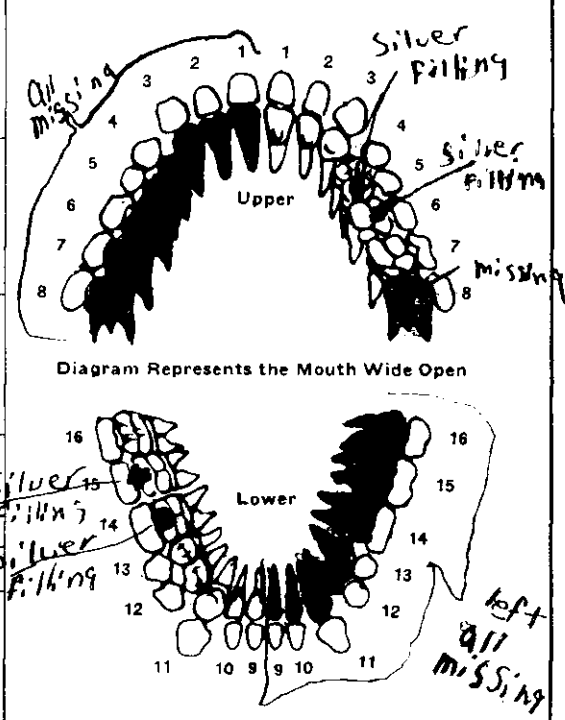 Silver
Filling
all
missing
3 2 1 1 2 3
4 4
5 5
Silver
Filling
6 Upper 6
7 7
8 8
missing
Diagram Represents the Mouth Wide Open
16 16
Silver
Filling
15 Lower 15
14 14
Silver
Filling
13 13
12 12
11 10 9 9 10 11
Left
all
missing